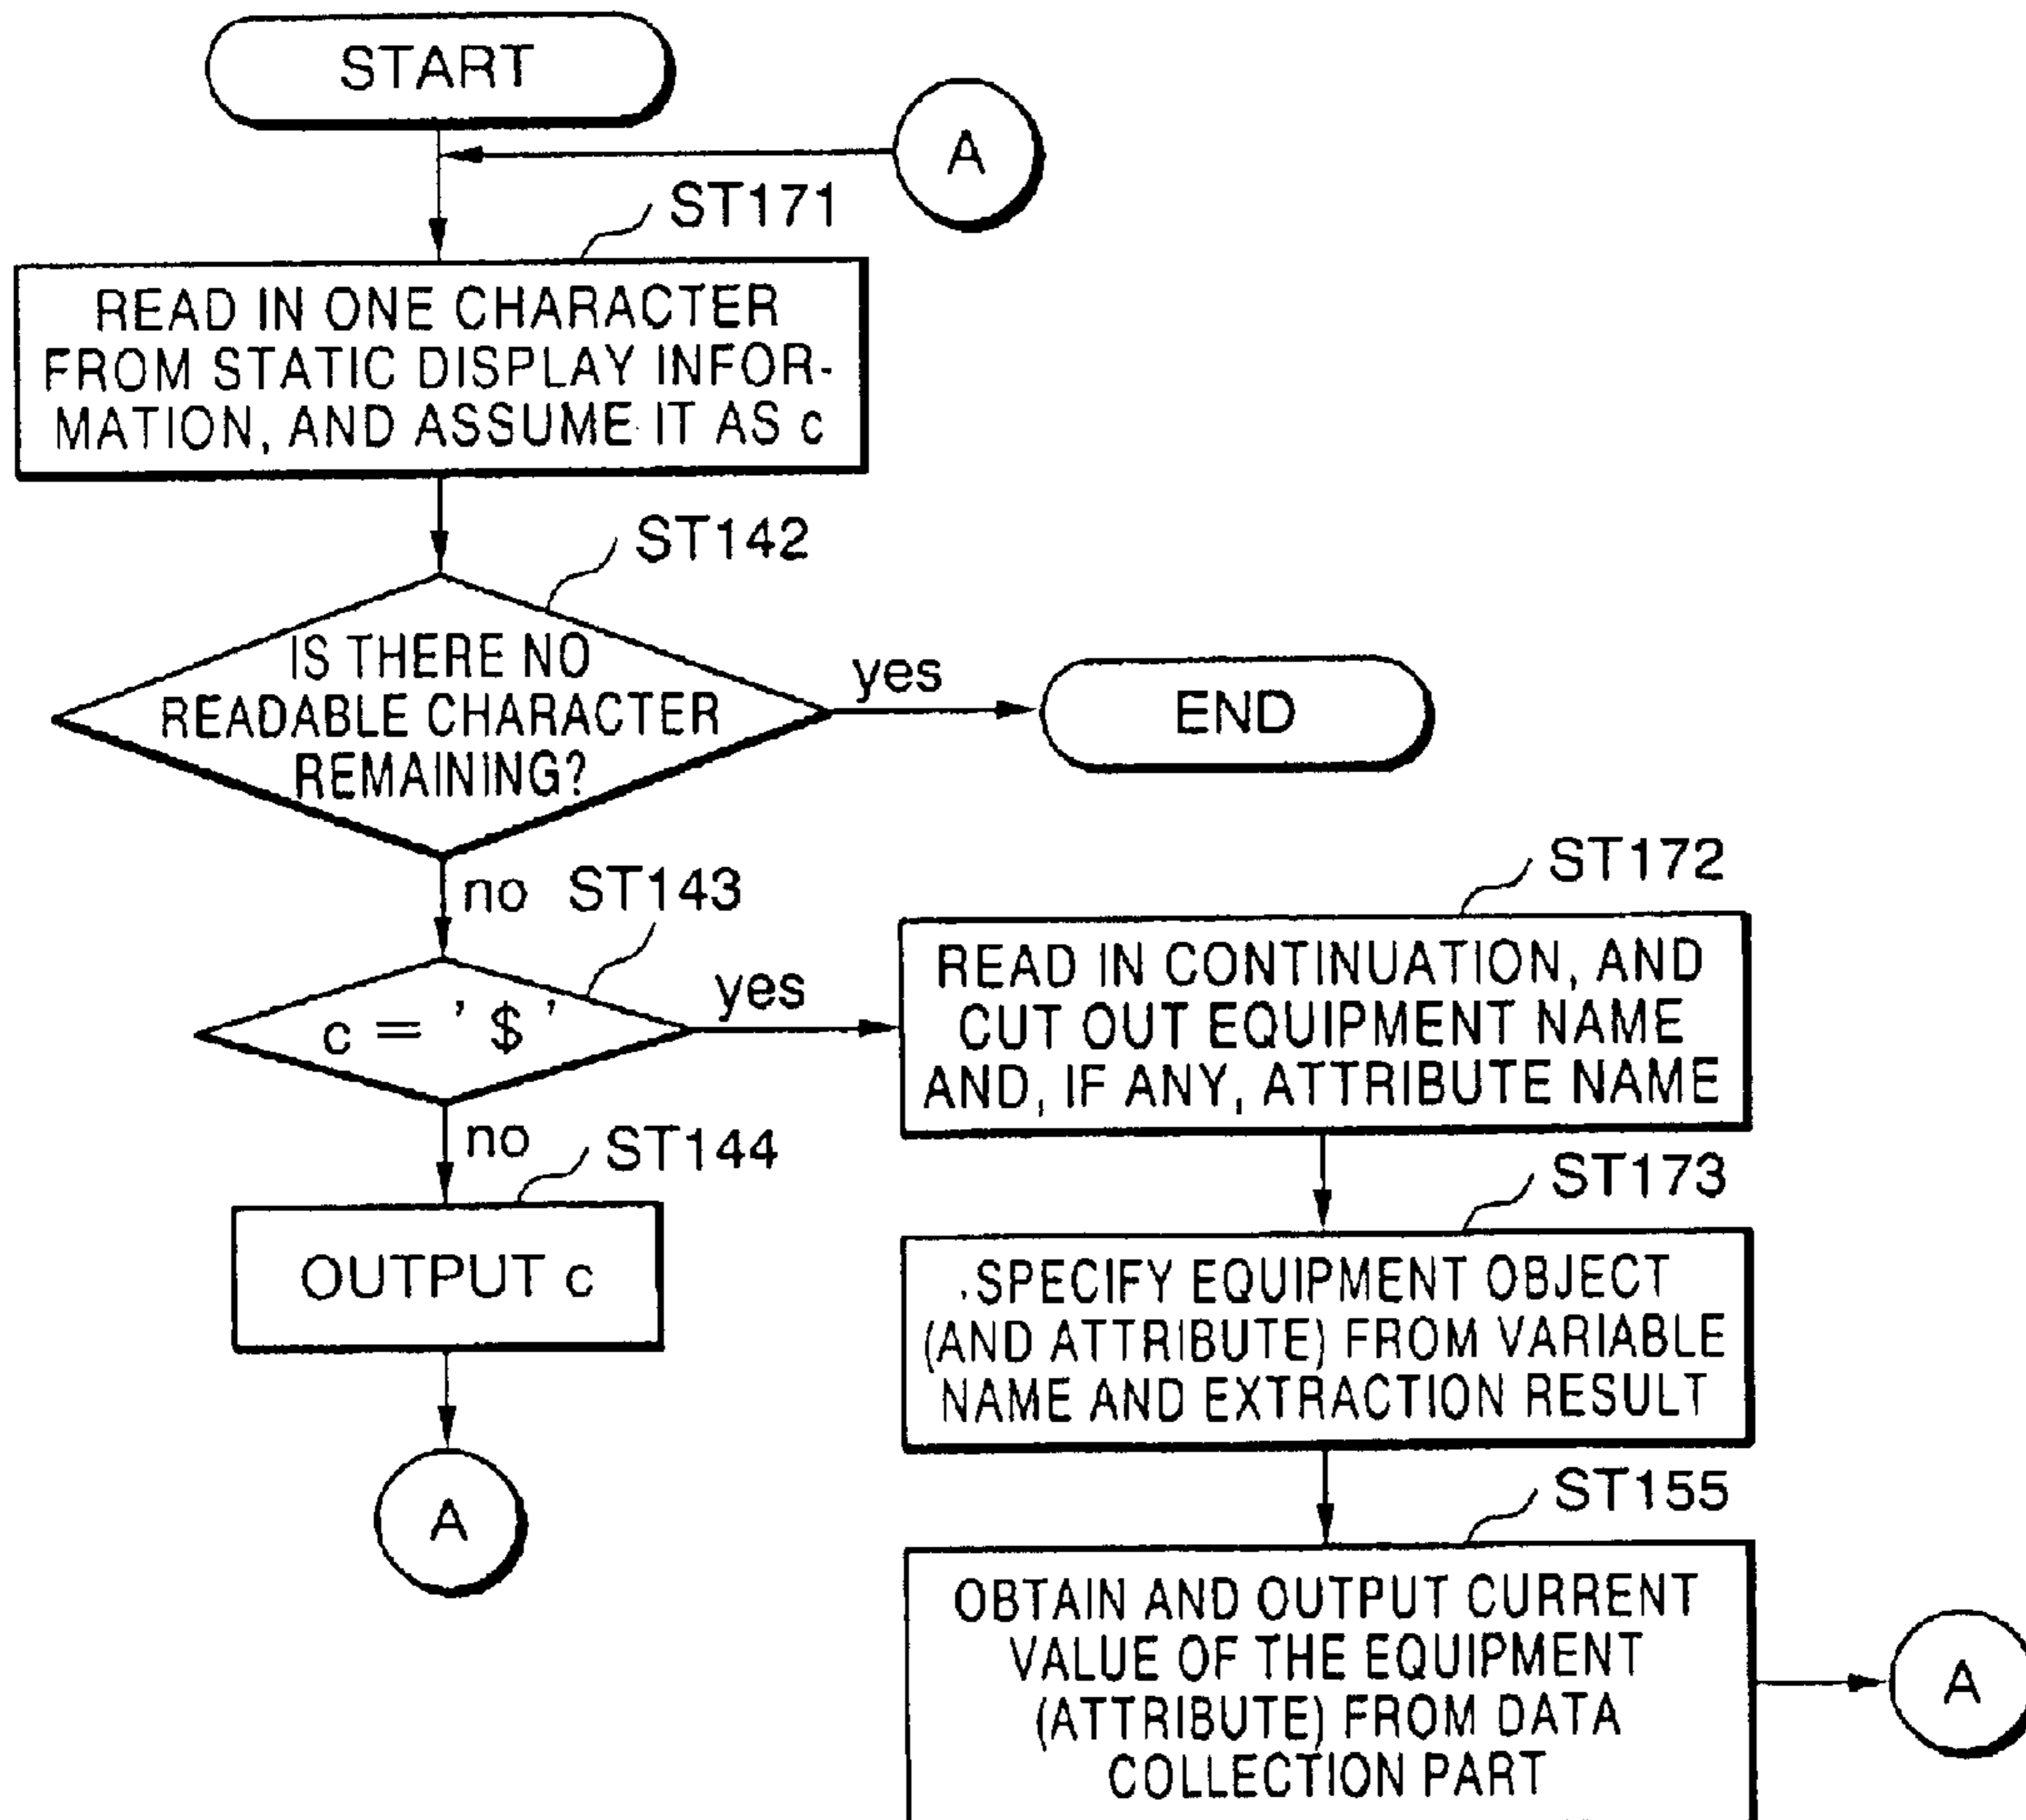 START
A
ST171
READ IN ONE CHARACTER
FROM STATIC DISPLAY INFOR-
MATION, AND ASSUME IT AS c
ST142
IS THERE NO
READABLE CHARACTER
REMAINING?
yes
END
no
ST143
c = '$'
yes
ST172
READ IN CONTINUATION, AND
CUT OUT EQUIPMENT NAME
AND, IF ANY, ATTRIBUTE NAME
no
ST144
OUTPUT c
A
ST173
SPECIFY EQUIPMENT OBJECT
(AND ATTRIBUTE) FROM VARIABLE
NAME AND EXTRACTION RESULT
ST155
OBTAIN AND OUTPUT CURRENT
VALUE OF THE EQUIPMENT
(ATTRIBUTE) FROM DATA
COLLECTION PART
A